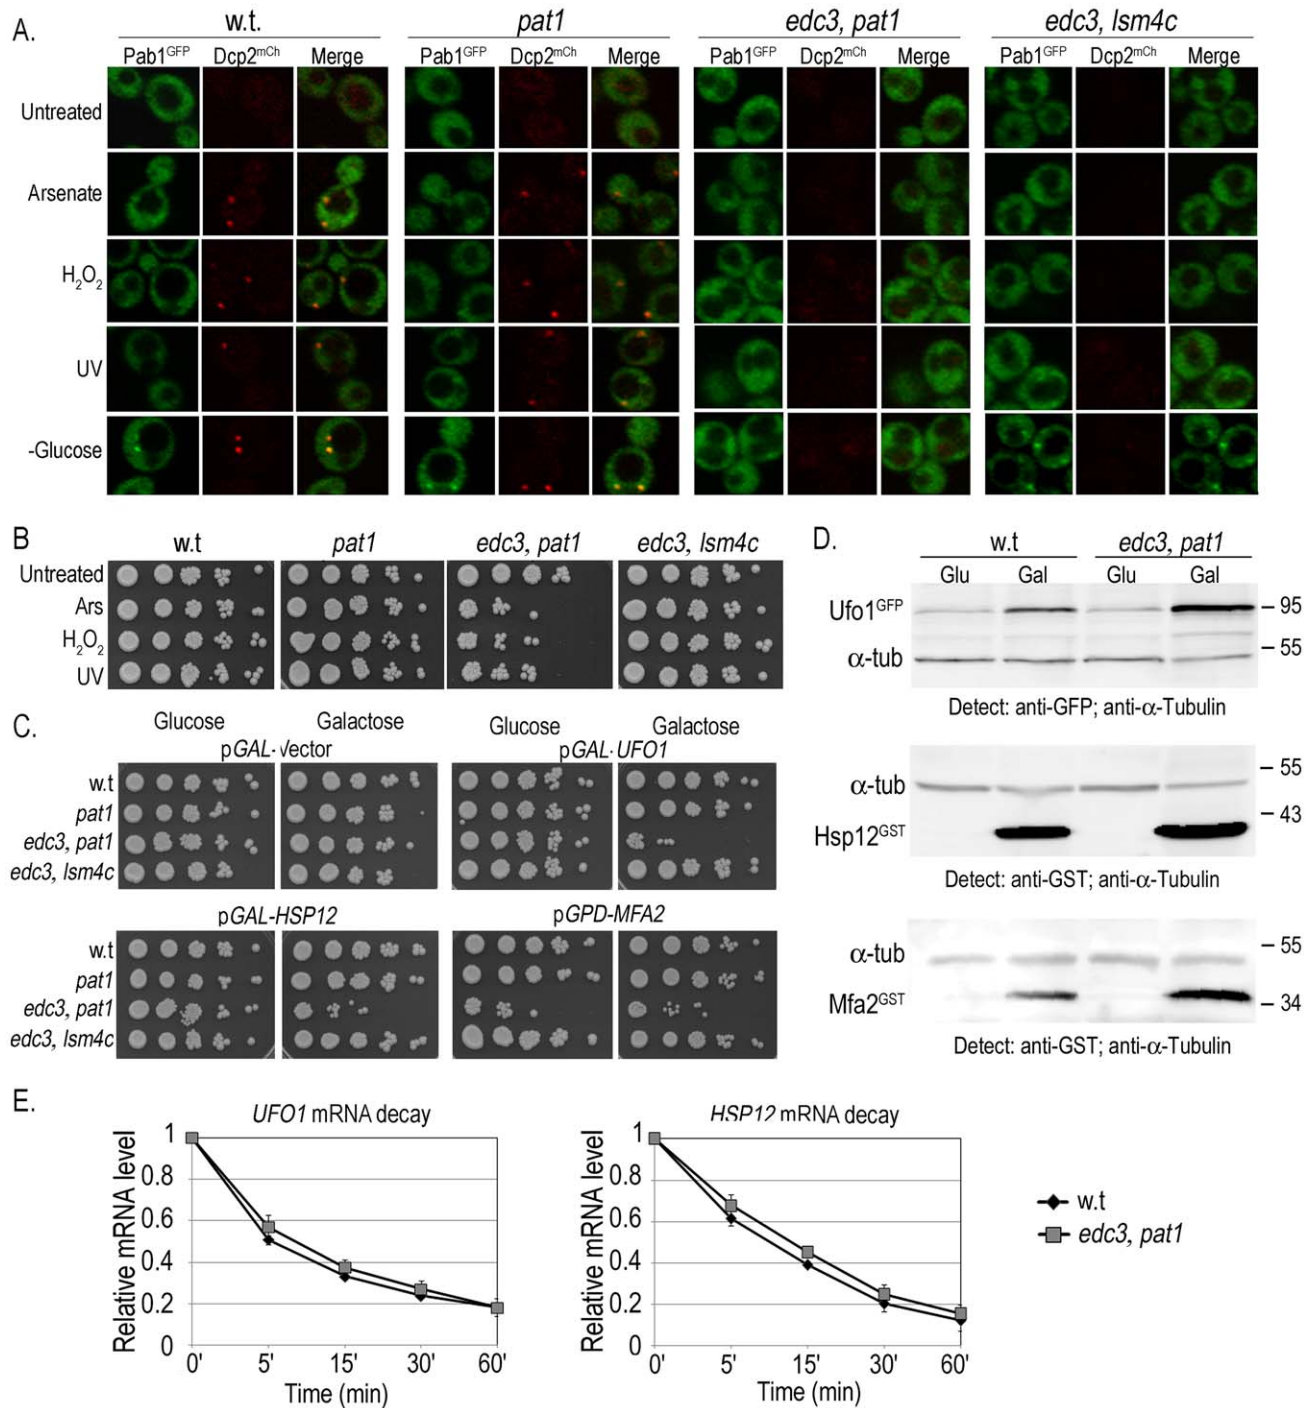 A.
w.t.
pat1
edc3, pat1
edc3, lsm4c
Pab1GFP Dcp2mCh Merge Pab1GFP Dcp2mCh Merge Pab1GFP Dcp2mCh Merge Pab1GFP Dcp2mCh Merge
Untreated
Arsenate
H2O2
UV
-Glucose
B
w.t pat1 edc3, pat1 edc3, lsm4c
Untreated
Ars
H2O2
UV
C.
Glucose Galactose Glucose Galactose
pGAL-Vector pGAL-UFO1
w.t
pat1
edc3, pat1
edc3, lsm4c
pGAL-HSP12 pGPD-MFA2
w.t
pat1
edc3, pat1
edc3, lsm4c
D.
w.t edc3, pat1
Glu Gal Glu Gal
Ufo1GFP – 95
– 55
α-tub
Detect: anti-GFP; anti-α-Tubulin
– 55
α-tub
– 43
Hsp12GST
Detect: anti-GST; anti-α-Tubulin
α-tub – 55
Mfa2GST – 34
Detect: anti-GST; anti-α-Tubulin
E.
UFO1 mRNA decay
Relative mRNA level
1
0.8
0.6
0.4
0.2
0
0' 5' 15' 30' 60'
Time (min)
HSP12 mRNA decay
Relative mRNA level
1
0.8
0.6
0.4
0.2
0
0' 5' 15' 30' 60'
Time (min)
w.t
edc3, pat1